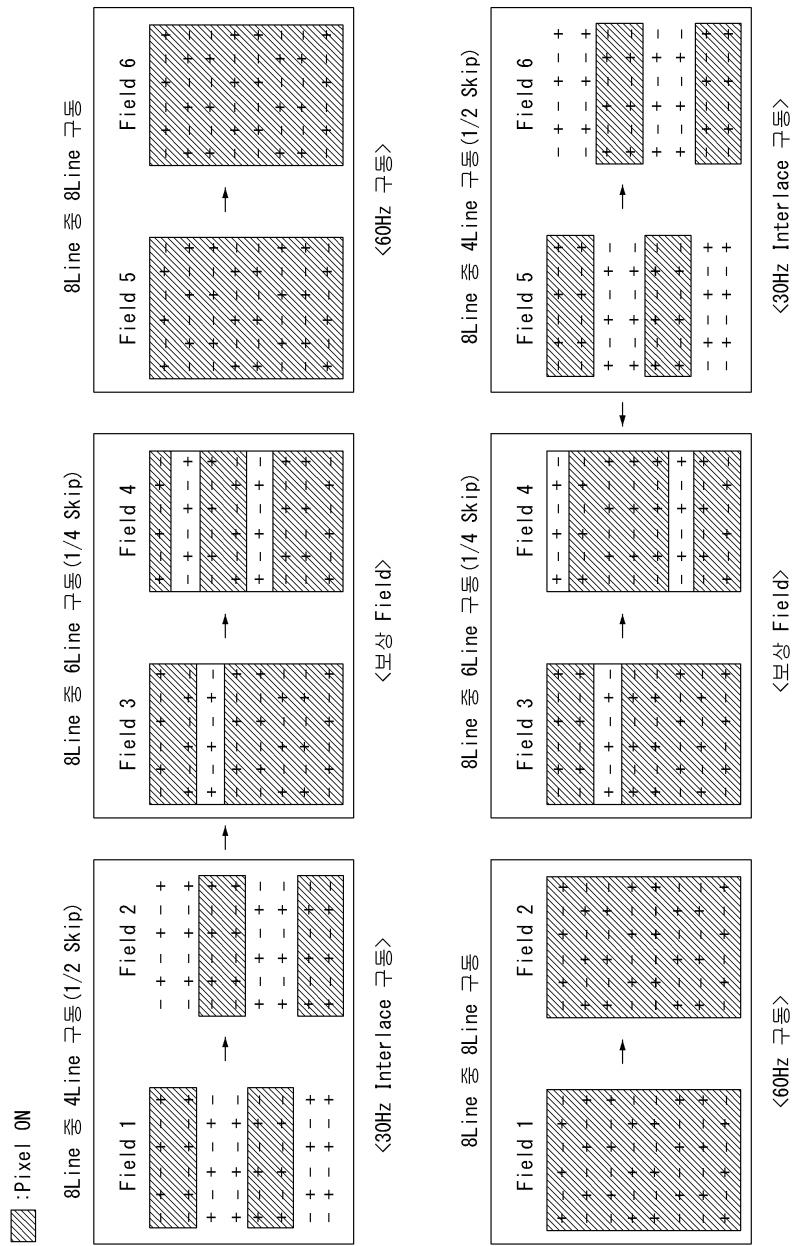 :Pixel ON
8Line 중 4Line 구동(1/2 Skip)
Field 1
Field 2
<30Hz Interlace 구동>
8Line 중 6Line 구동(1/4 Skip)
Field 3
Field 4
<보상 Field>
8Line 중 8Line 구동
Field 5
Field 6
<60Hz 구동>
8Line 중 8Line 구동
Field 1
Field 2
<60Hz 구동>
8Line 중 6Line 구동(1/4 Skip)
Field 3
Field 4
<보상 Field>
8Line 중 4Line 구동(1/2 Skip)
Field 5
Field 6
<30Hz Interlace 구동>